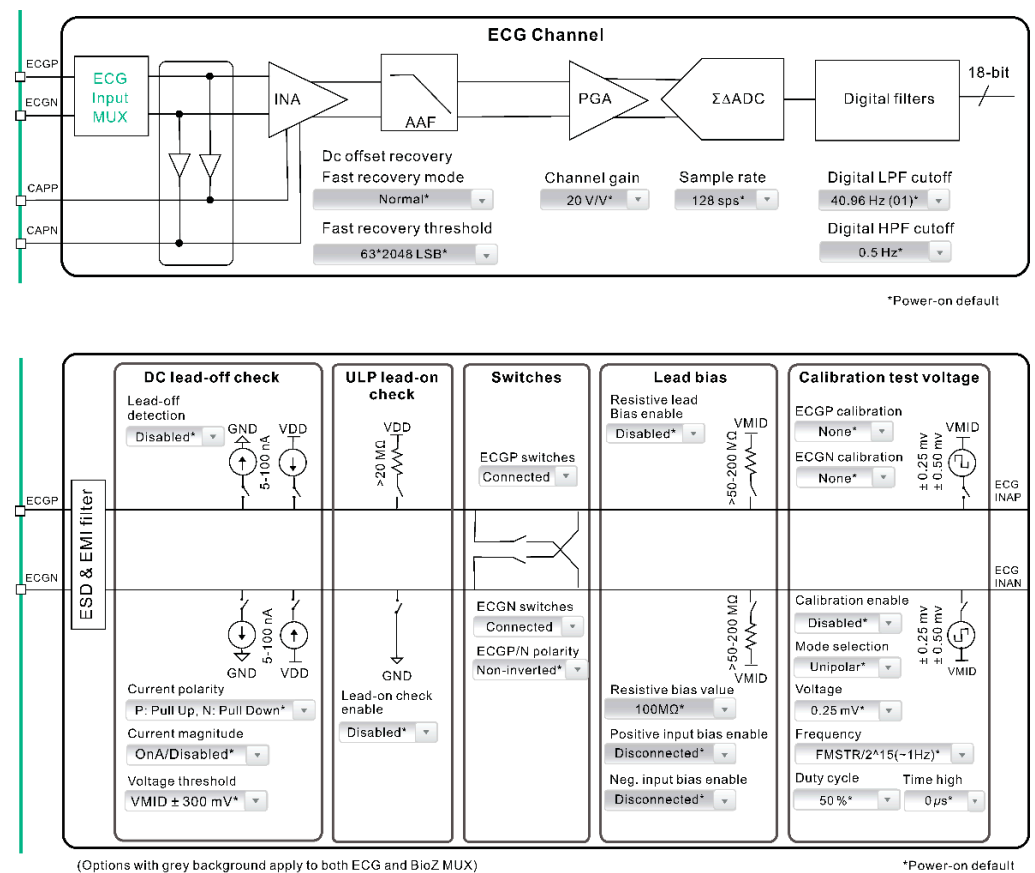 ECG Channel
ECGP
ECGN
CAPP
CAPN
ECG
Input
MUX
INA
AAF
PGA
ΣΔADC
Digital filters
18-bit
Dc offset recovery
Fast recovery mode
Normal*
Fast recovery threshold
63*2048 LSB*
Channel gain
20 V/V*
Sample rate
128 sps*
Digital LPF cutoff
40.96 Hz (01)*
Digital HPF cutoff
0.5 Hz*
*Power-on default
ECGP
ECGN
ESD & EMI filter
DC lead-off check
Lead-off
detection
Disabled*
GND
VDD
5-100 nA
5-100 nA
GND
VDD
Current polarity
P: Pull Up, N: Pull Down*
Current magnitude
OnA/Disabled*
Voltage threshold
VMID ± 300 mV*
ULP lead-on
check
VDD
>20 MΩ
GND
Lead-on check
enable
Disabled*
Switches
ECGP switches
Connected
ECGN switches
Connected
ECGP/N polarity
Non-inverted*
Lead bias
Resistive lead
Bias enable
Disabled*
VMID
>50-200 MΩ
>50-200 MΩ
VMID
Resistive bias value
100MΩ*
Positive input bias enable
Disconnected*
Neg. input bias enable
Disconnected*
Calibration test voltage
ECGP calibration
None*
ECGN calibration
None*
VMID
± 0.25 mv
± 0.50 mv
Calibration enable
Disabled*
Mode selection
Unipolar*
± 0.25 mv
± 0.50 mv
VMID
Voltage
0.25 mV*
Frequency
FMSTR/2^15(~1Hz)*
Duty cycle
50 %*
Time high
0μs*
ECG
INAP
ECG
INAN
(Options with grey background apply to both ECG and BioZ MUX)
*Power-on default